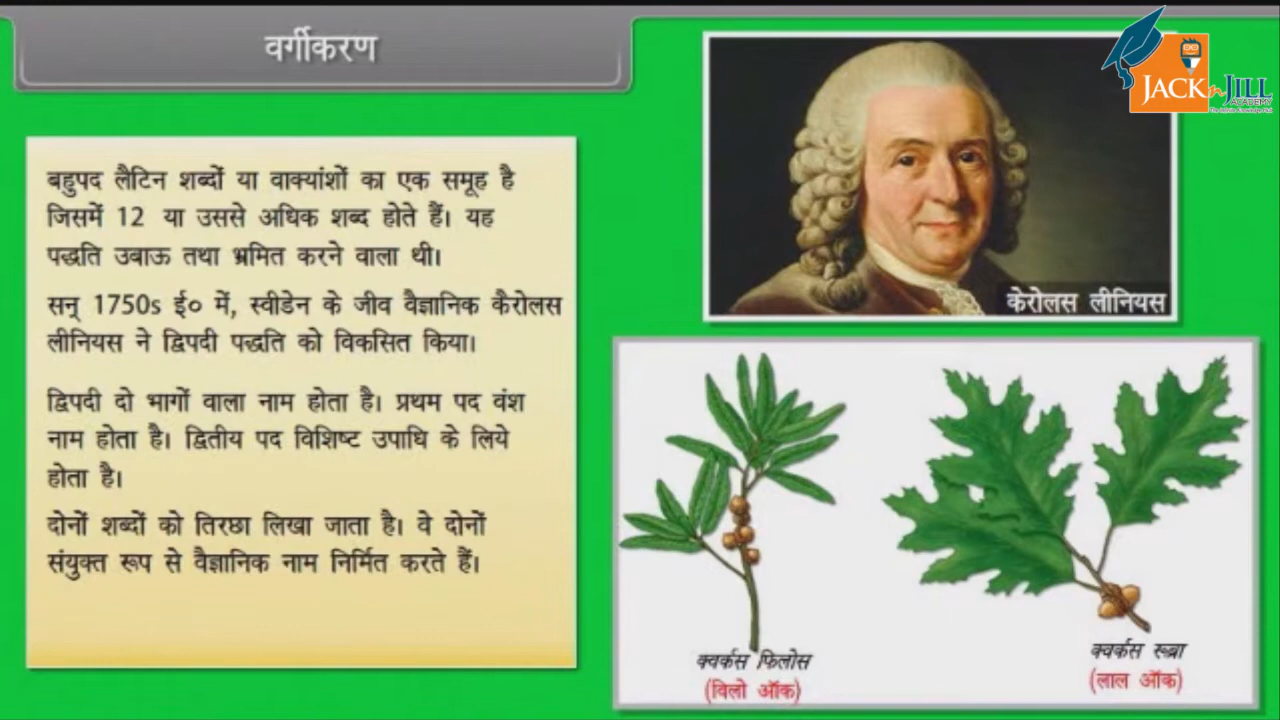 वर्गीकरण
JACK n JILL
ACADEMY
बहुपद लैटिन शब्दों या वाक्यांशों का एक समूह है
जिसमें 12 या उससे अधिक शब्द होते हैं। यह
पद्धति उबाऊ तथा भ्रमित करने वाला थी।
सन् 1750s ई० में, स्वीडेन के जीव वैज्ञानिक कैरोलस
लीनियस ने द्विपदी पद्धति को विकसित किया।
द्विपदी दो भागों वाला नाम होता है। प्रथम पद वंश
नाम होता है। द्वितीय पद विशिष्ट उपाधि के लिये
होता है।
दोनों शब्दों को तिरछा लिखा जाता है। वे दोनों
संयुक्त रूप से वैज्ञानिक नाम निर्मित करते हैं।
केरोलस लीनियस
क्वर्कस फिलोस
(विलो ऑक)
क्वर्कस रूब्रा
(लाल ऑक)